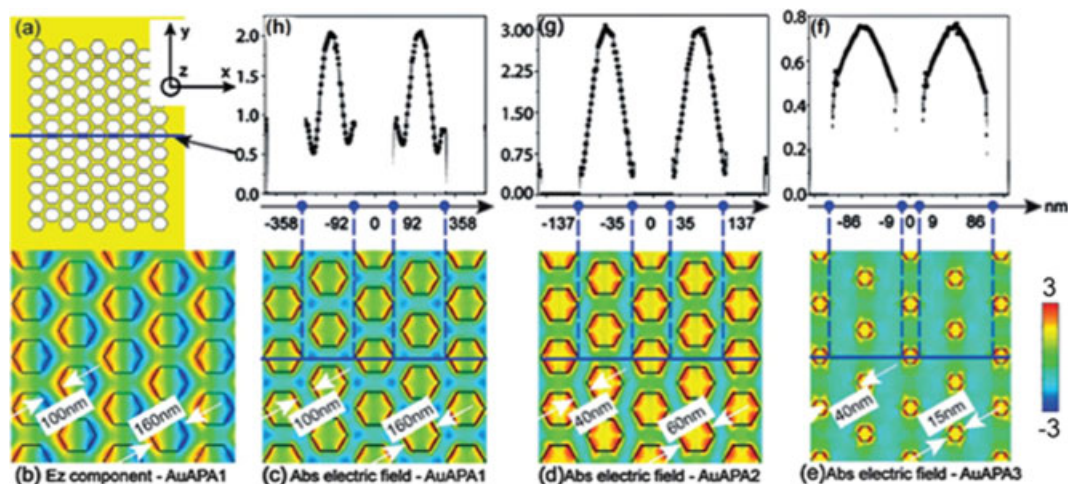 (a)
y
z
x
(h)
2.0
1.5
1.0
0.5
0.0
(g)
3.00
2.25
1.50
0.75
0.00
(f)
0.8
0.6
0.4
0.2
0.0
-358 -92 0 92 358
-137 -35 0 35 137
-86 -9 0 9 86
nm
100nm
160nm
100nm
160nm
40nm
60nm
40nm
15nm
3
-3
(b) Ez component - AuAPA1
(c) Abs electric field - AuAPA1
(d) Abs electric field - AuAPA2
(e) Abs electric field - AuAPA3